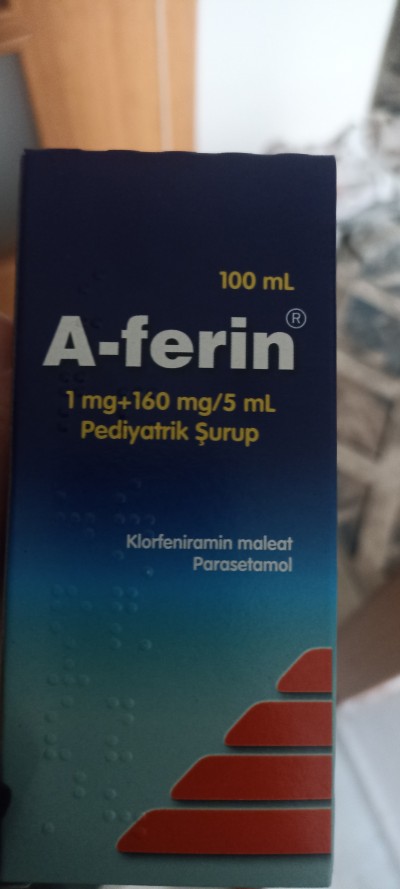 100 mL
A-ferin®
1 mg+160 mg/5 mL
Pediyatrik Şurup
Klorfeniramin maleat
Parasetamol